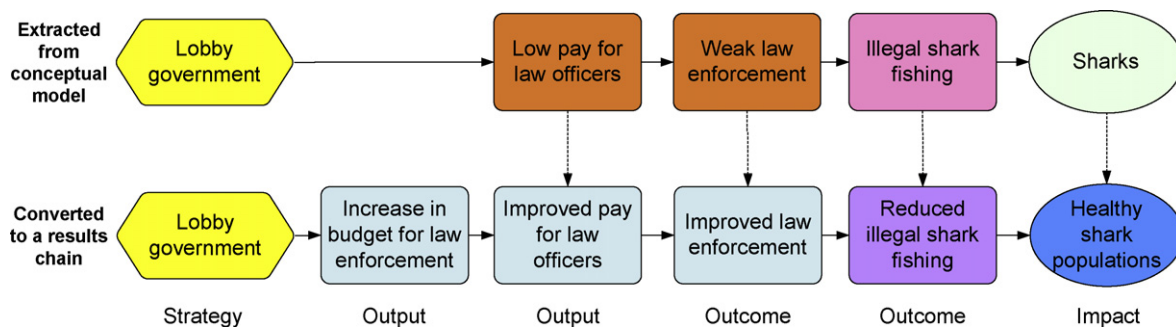 Extracted
from
conceptual
model
Lobby
government
Low pay for
law officers
Weak law
enforcement
Illegal shark
fishing
Sharks
Converted
to a results
chain
Lobby
government
Increase in
budget for law
enforcement
Improved pay
for law
officers
Improved law
enforcement
Reduced
illegal shark
fishing
Healthy
shark
populations
Strategy
Output
Output
Outcome
Outcome
Impact